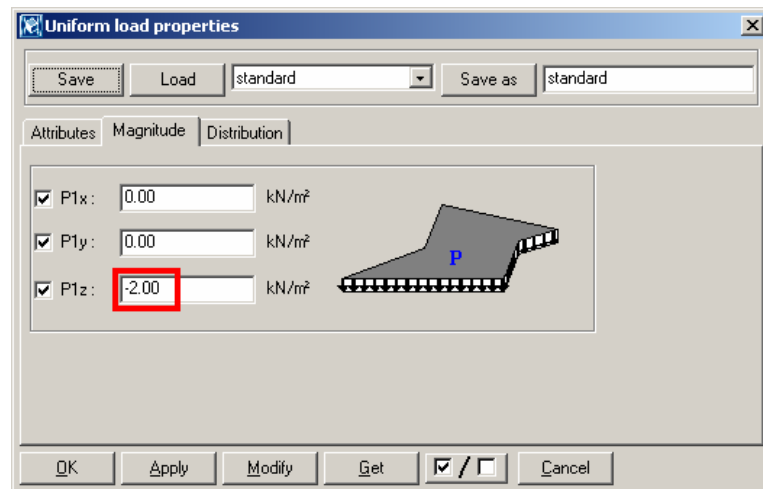 Uniform load properties
Save Load standard Save as standard
Attributes Magnitude Distribution
P1x: 0.00 kN/m²
P1y: 0.00 kN/m²
P1z: -2.00 kN/m²
P
OK Apply Modify Get / Cancel